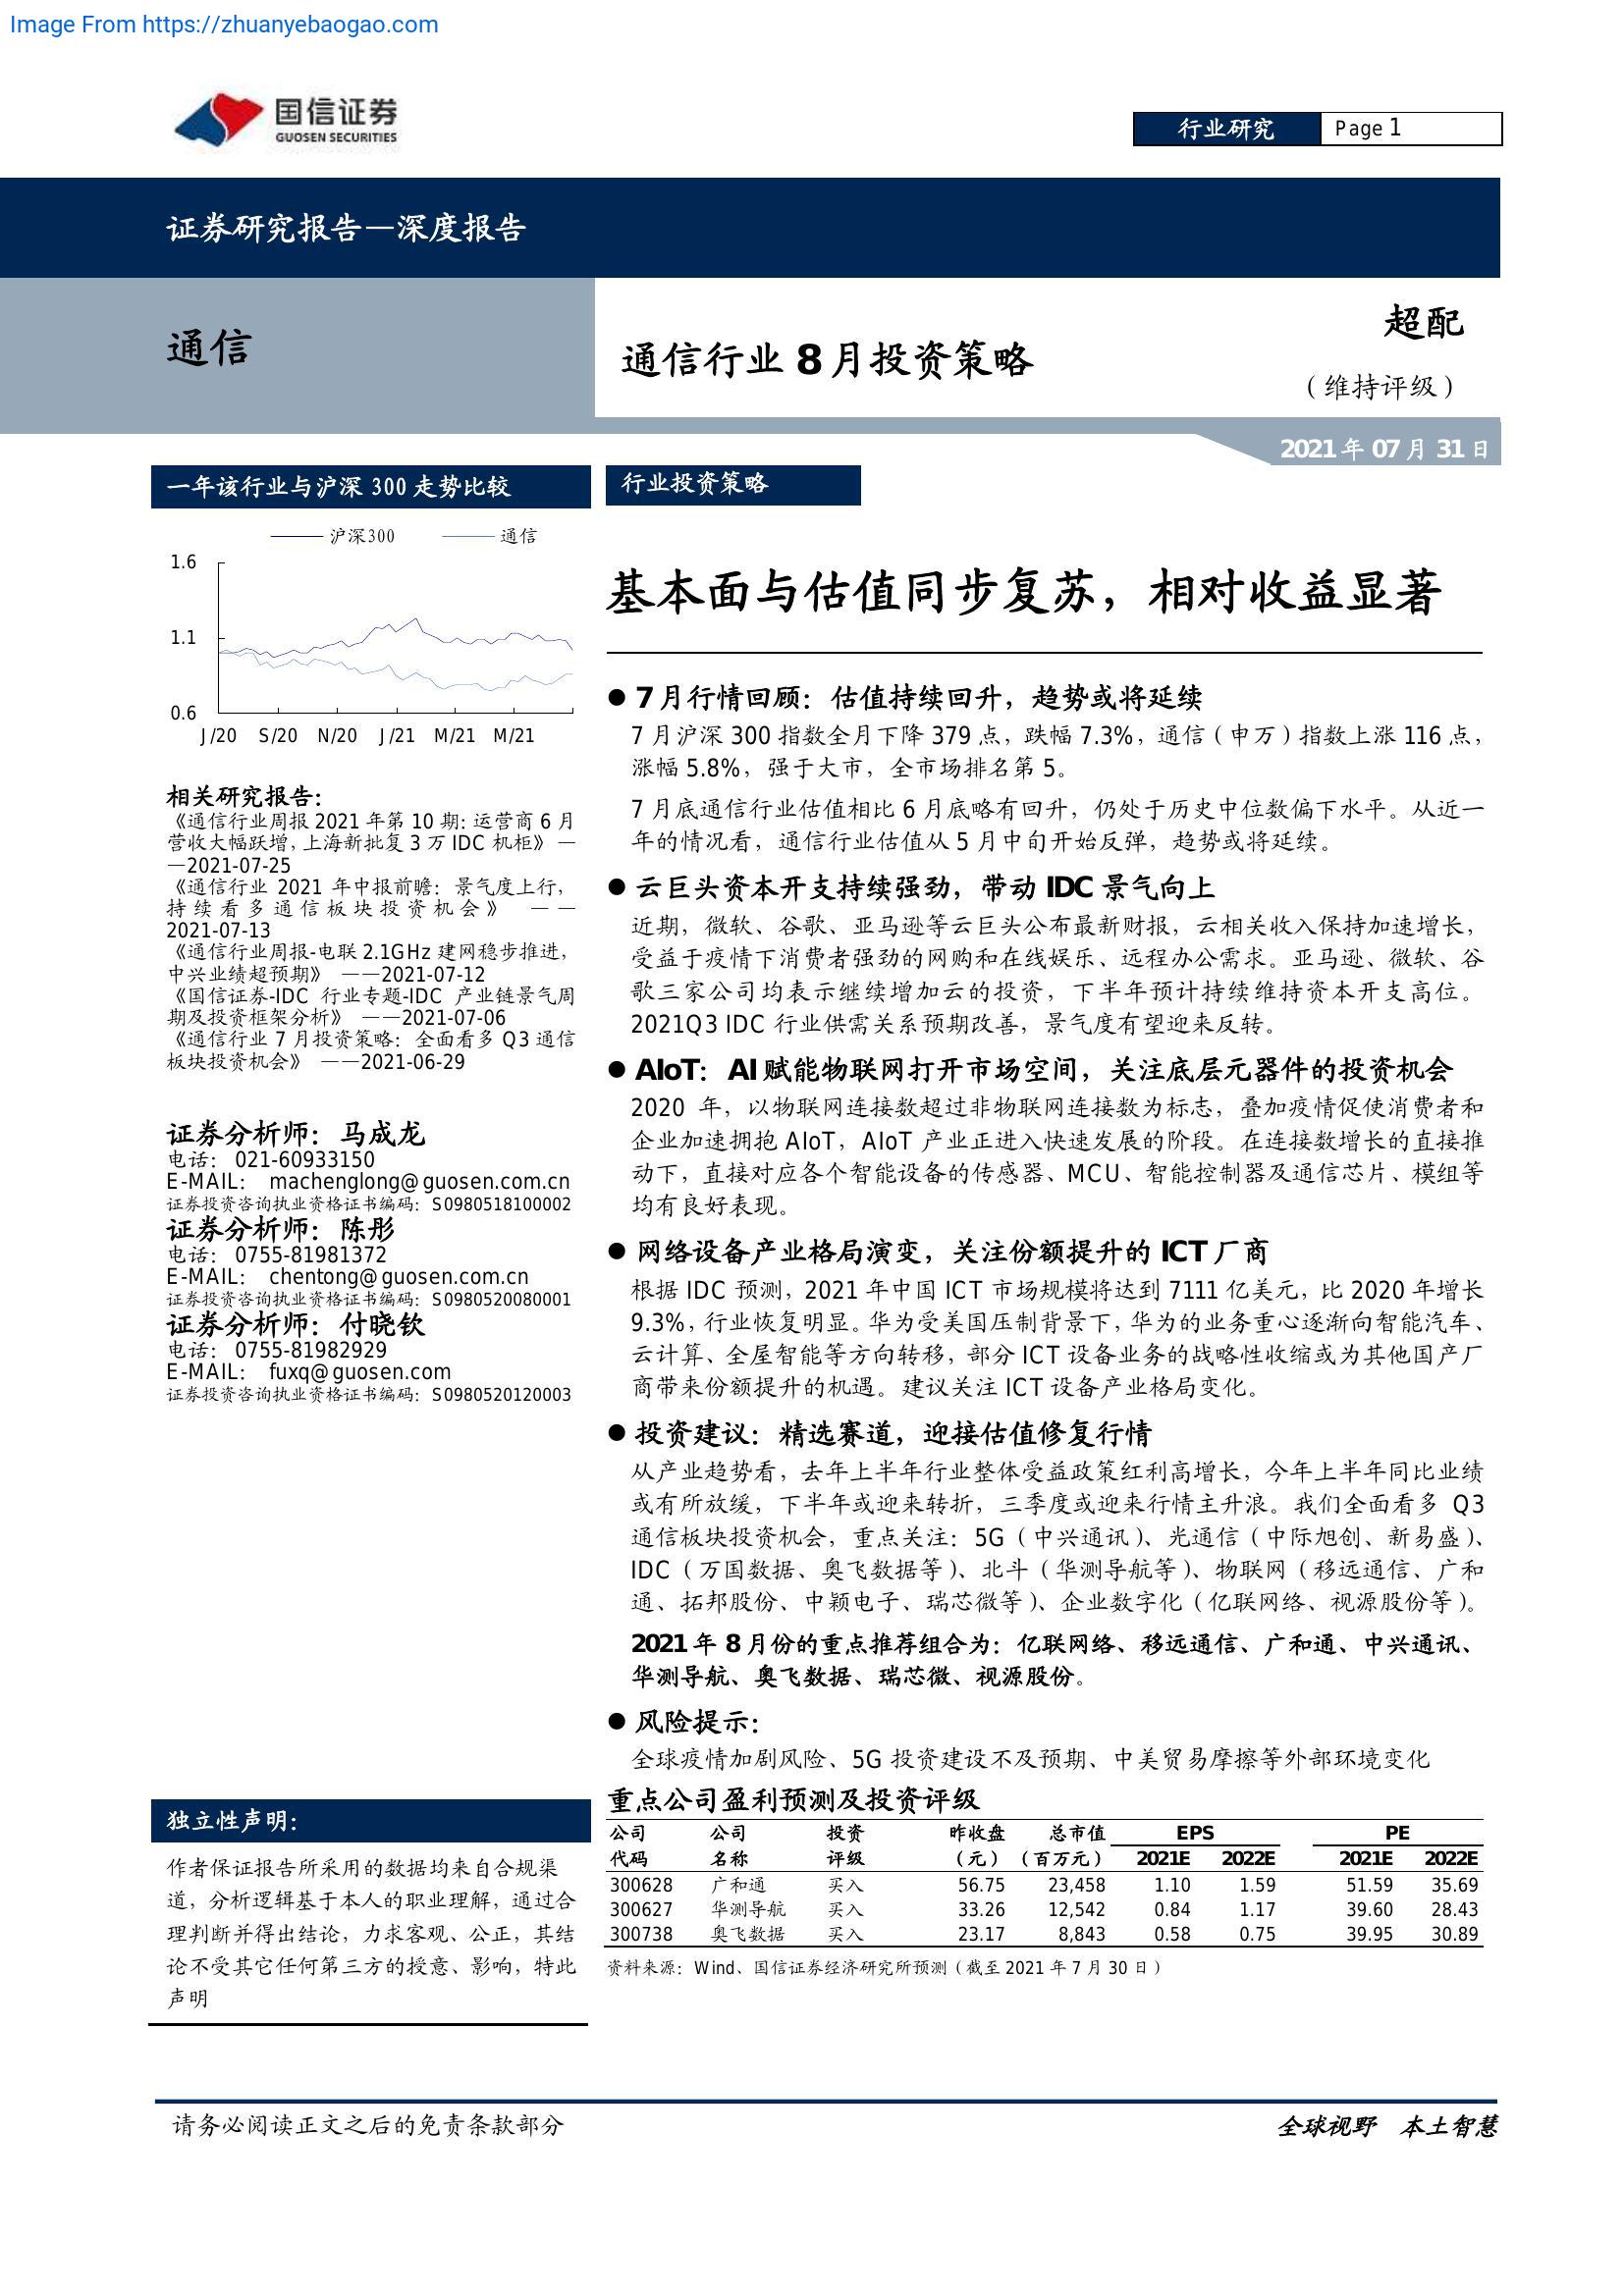 Image From https://zhuanyebaogao.com
国信证券
GUOSEN SECURITIES
行业研究
Page 1
证券研究报告—深度报告
通信
通信行业 8 月投资策略
超配
（维持评级）
2021 年 07 月 31 日
一年该行业与沪深 300 走势比较
沪深300 通信
1.6
1.1
0.6
J/20 S/20 N/20 J/21 M/21 M/21
相关研究报告：
《通信行业周报 2021 年第 10 期：运营商 6 月
营收大幅跃增，上海新批复 3 万 IDC 机柜》 —
—2021-07-25
《通信行业 2021 年中报前瞻：景气度上行，
持续看多通信板块投资机会》 ——
2021-07-13
《通信行业周报-电联 2.1GHz 建网稳步推进，
中兴业绩超预期》 ——2021-07-12
《国信证券-IDC 行业专题-IDC 产业链景气周
期及投资框架分析》 ——2021-07-06
《通信行业 7 月投资策略：全面看多 Q3 通信
板块投资机会》 ——2021-06-29
证券分析师：马成龙
电话： 021-60933150
E-MAIL： machenglong@guosen.com.cn
证券投资咨询执业资格证书编码：S0980518100002
证券分析师：陈彤
电话： 0755-81981372
E-MAIL： chentong@guosen.com.cn
证券投资咨询执业资格证书编码：S0980520080001
证券分析师：付晓钦
电话： 0755-81982929
E-MAIL： fuxq@guosen.com
证券投资咨询执业资格证书编码：S0980520120003
独立性声明：
作者保证报告所采用的数据均来自合规渠
道，分析逻辑基于本人的职业理解，通过合
理判断并得出结论，力求客观、公正，其结
论不受其它任何第三方的授意、影响，特此
声明
行业投资策略
基本面与估值同步复苏，相对收益显著
● 7 月行情回顾：估值持续回升，趋势或将延续
7 月沪深 300 指数全月下降 379 点，跌幅 7.3%，通信（申万）指数上涨 116 点，
涨幅 5.8%，强于大市，全市场排名第 5。
7 月底通信行业估值相比 6 月底略有回升，仍处于历史中位数偏下水平。从近一
年的情况看，通信行业估值从 5 月中旬开始反弹，趋势或将延续。
● 云巨头资本开支持续强劲，带动 IDC 景气向上
近期，微软、谷歌、亚马逊等云巨头公布最新财报，云相关收入保持加速增长，
受益于疫情下消费者强劲的网购和在线娱乐、远程办公需求。亚马逊、微软、谷
歌三家公司均表示继续增加云的投资，下半年预计持续维持资本开支高位。
2021Q3 IDC 行业供需关系预期改善，景气度有望迎来反转。
● AIoT：AI 赋能物联网打开市场空间，关注底层元器件的投资机会
2020 年，以物联网连接数超过非物联网连接数为标志，叠加疫情促使消费者和
企业加速拥抱 AIoT，AIoT 产业正进入快速发展的阶段。在连接数增长的直接推
动下，直接对应各个智能设备的传感器、MCU、智能控制器及通信芯片、模组等
均有良好表现。
● 网络设备产业格局演变，关注份额提升的 ICT 厂商
根据 IDC 预测，2021 年中国 ICT 市场规模将达到 7111 亿美元，比 2020 年增长
9.3%，行业恢复明显。华为受美国压制背景下，华为的业务重心逐渐向智能汽车、
云计算、全屋智能等方向转移，部分 ICT 设备业务的战略性收缩或为其他国产厂
商带来份额提升的机遇。建议关注 ICT 设备产业格局变化。
● 投资建议：精选赛道，迎接估值修复行情
从产业趋势看，去年上半年行业整体受益政策红利高增长，今年上半年同比业绩
或有所放缓，下半年或迎来转折，三季度或迎来行情主升浪。我们全面看多 Q3
通信板块投资机会，重点关注：5G（中兴通讯）、光通信（中际旭创、新易盛）、
IDC（万国数据、奥飞数据等）、北斗（华测导航等）、物联网（移远通信、广和
通、拓邦股份、中颖电子、瑞芯微等）、企业数字化（亿联网络、视源股份等）。
2021 年 8 月份的重点推荐组合为：亿联网络、移远通信、广和通、中兴通讯、
华测导航、奥飞数据、瑞芯微、视源股份。
● 风险提示：
全球疫情加剧风险、5G 投资建设不及预期、中美贸易摩擦等外部环境变化
重点公司盈利预测及投资评级
公司 公司 投资 昨收盘 总市值 EPS PE
代码 名称 评级 （元） （百万元） 2021E 2022E 2021E 2022E
300628 广和通 买入 56.75 23,458 1.10 1.59 51.59 35.69
300627 华测导航 买入 33.26 12,542 0.84 1.17 39.60 28.43
300738 奥飞数据 买入 23.17 8,843 0.58 0.75 39.95 30.89
资料来源：Wind、国信证券经济研究所预测（截至 2021 年 7 月 30 日）
请务必阅读正文之后的免责条款部分
全球视野 本土智慧